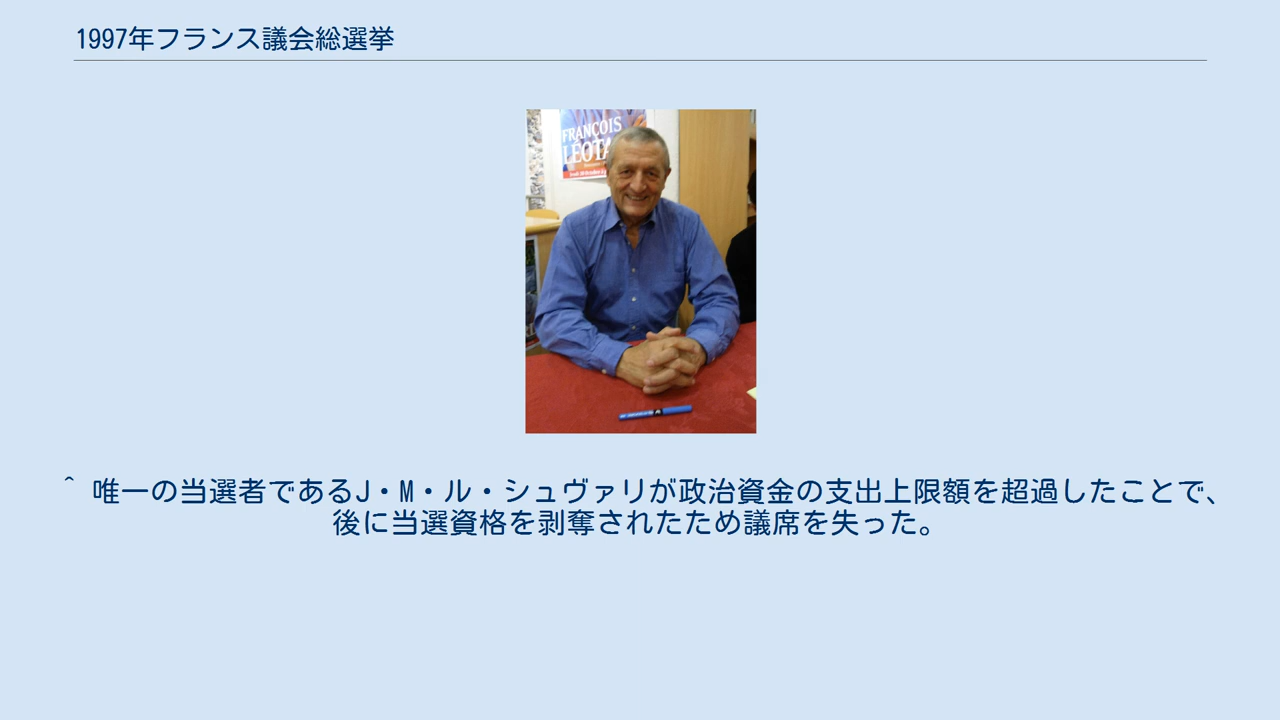 1997年フランス議会総選挙
FRANÇOIS
LÉOTA
^ 唯一の当選者であるJ・M・ル・シュヴァリが政治資金の支出上限額を超過したことで、
後に当選資格を剥奪されたため議席を失った。